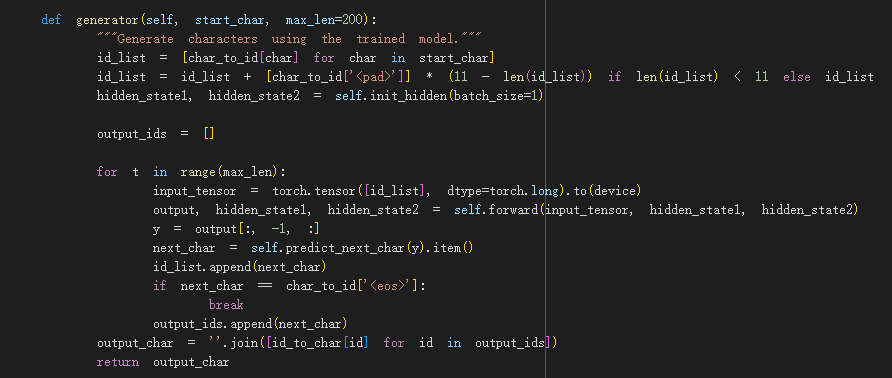 def generator(self, start_char, max_len=200):
"""Generate characters using the trained model."""
id_list = [char_to_id[char] for char in start_char]
id_list = id_list + [char_to_id['<pad>']] * (11 - len(id_list)) if len(id_list) < 11 else id_list
hidden_state1, hidden_state2 = self.init_hidden(batch_size=1)
output_ids = []
for t in range(max_len):
input_tensor = torch.tensor([id_list], dtype=torch.long).to(device)
output, hidden_state1, hidden_state2 = self.forward(input_tensor, hidden_state1, hidden_state2)
y = output[:, -1, :]
next_char = self.predict_next_char(y).item()
id_list.append(next_char)
if next_char == char_to_id['<eos>']:
break
output_ids.append(next_char)
output_char = ''.join([id_to_char[id] for id in output_ids])
return output_char